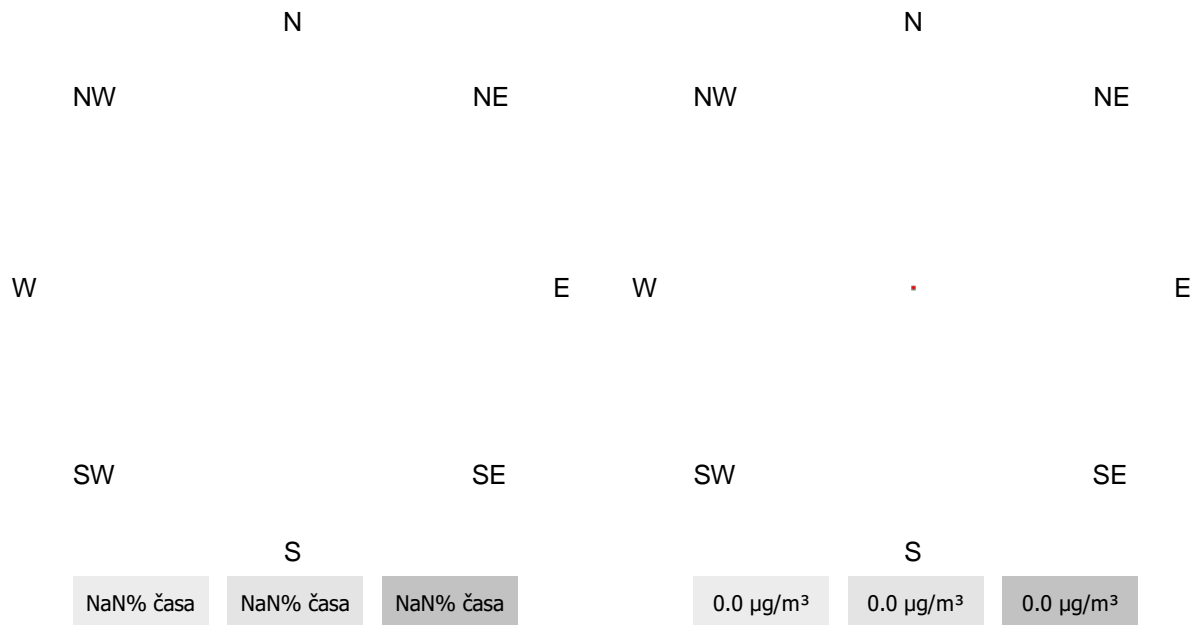 N
NW NE
W E
SW SE
S
NaN% časa NaN% časa NaN% časa
N
NW NE
W E
SW SE
S
0.0 µg/m³ 0.0 µg/m³ 0.0 µg/m³